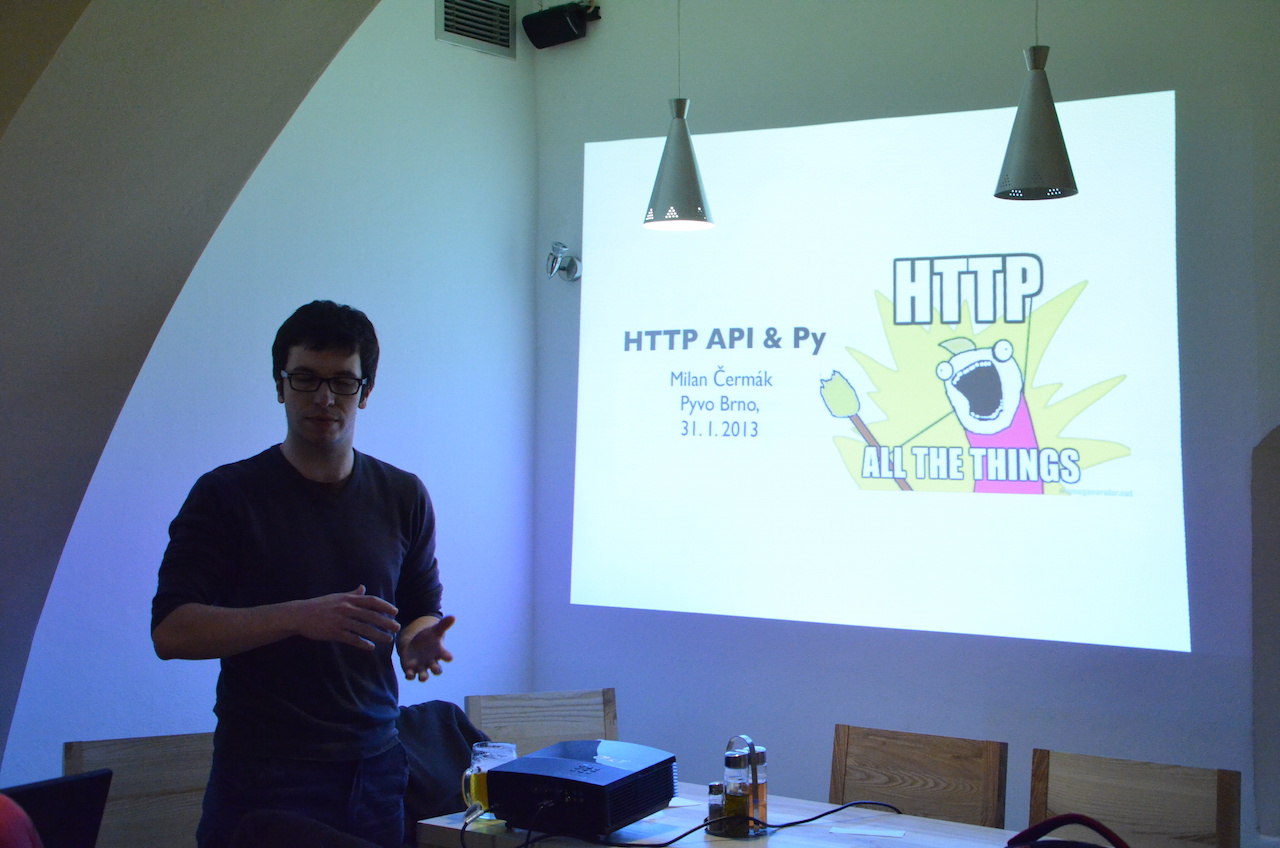 HTTP API & Py
Milan Čermák
Pyvo Brno,
31. 1. 2013
HTTP
ALL THE THINGS